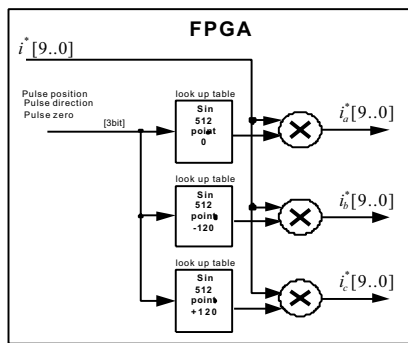 FPGA
i*[9..0]
Pulse position
Pulse direction
Pulse zero
[3bit]
look up table
Sin
512
point
0
i*a[9..0]
look up table
Sin
512
point
-120
i*b[9..0]
look up table
Sin
512
point
+120
i*c[9..0]